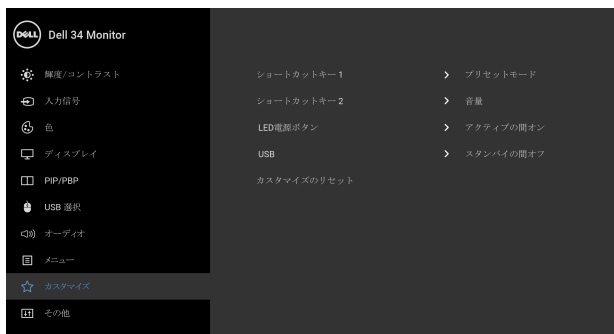 DELL Dell 34 Monitor
輝度/コントラスト
入力信号
色
ディスプレイ
PIP/PBP
USB 選択
オーディオ
メニュー
カスタマイズ
その他
ショートカットキー 1 プリセットモード
ショートカットキー 2 音量
LED電源ボタン アクティブの間オン
USB スタンバイの間オフ
カスタマイズのリセット